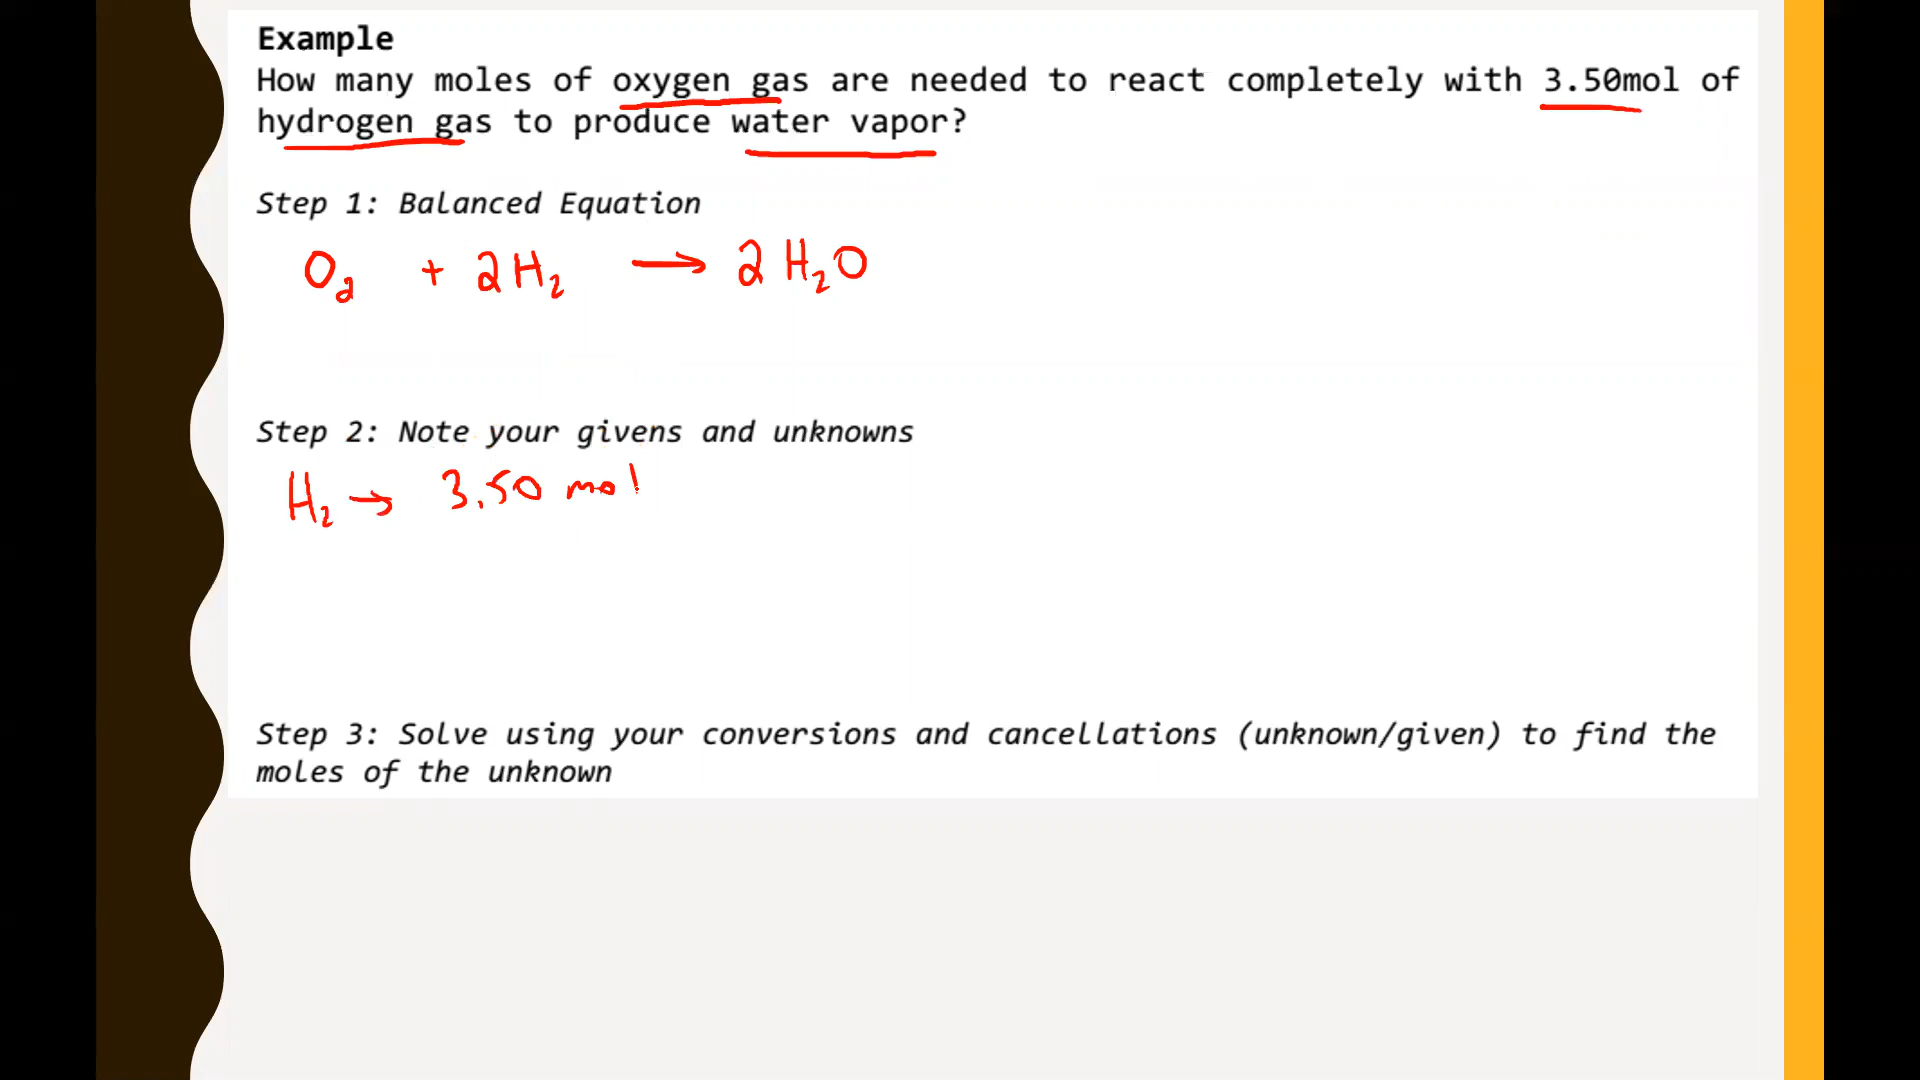 Example
How many moles of oxygen gas are needed to react completely with 3.50mol of
hydrogen gas to produce water vapor?
Step 1: Balanced Equation
O₂ + 2H₂ → 2H₂O
Step 2: Note your givens and unknowns
H₂ → 3.50 mol
Step 3: Solve using your conversions and cancellations (unknown/given) to find the
moles of the unknown